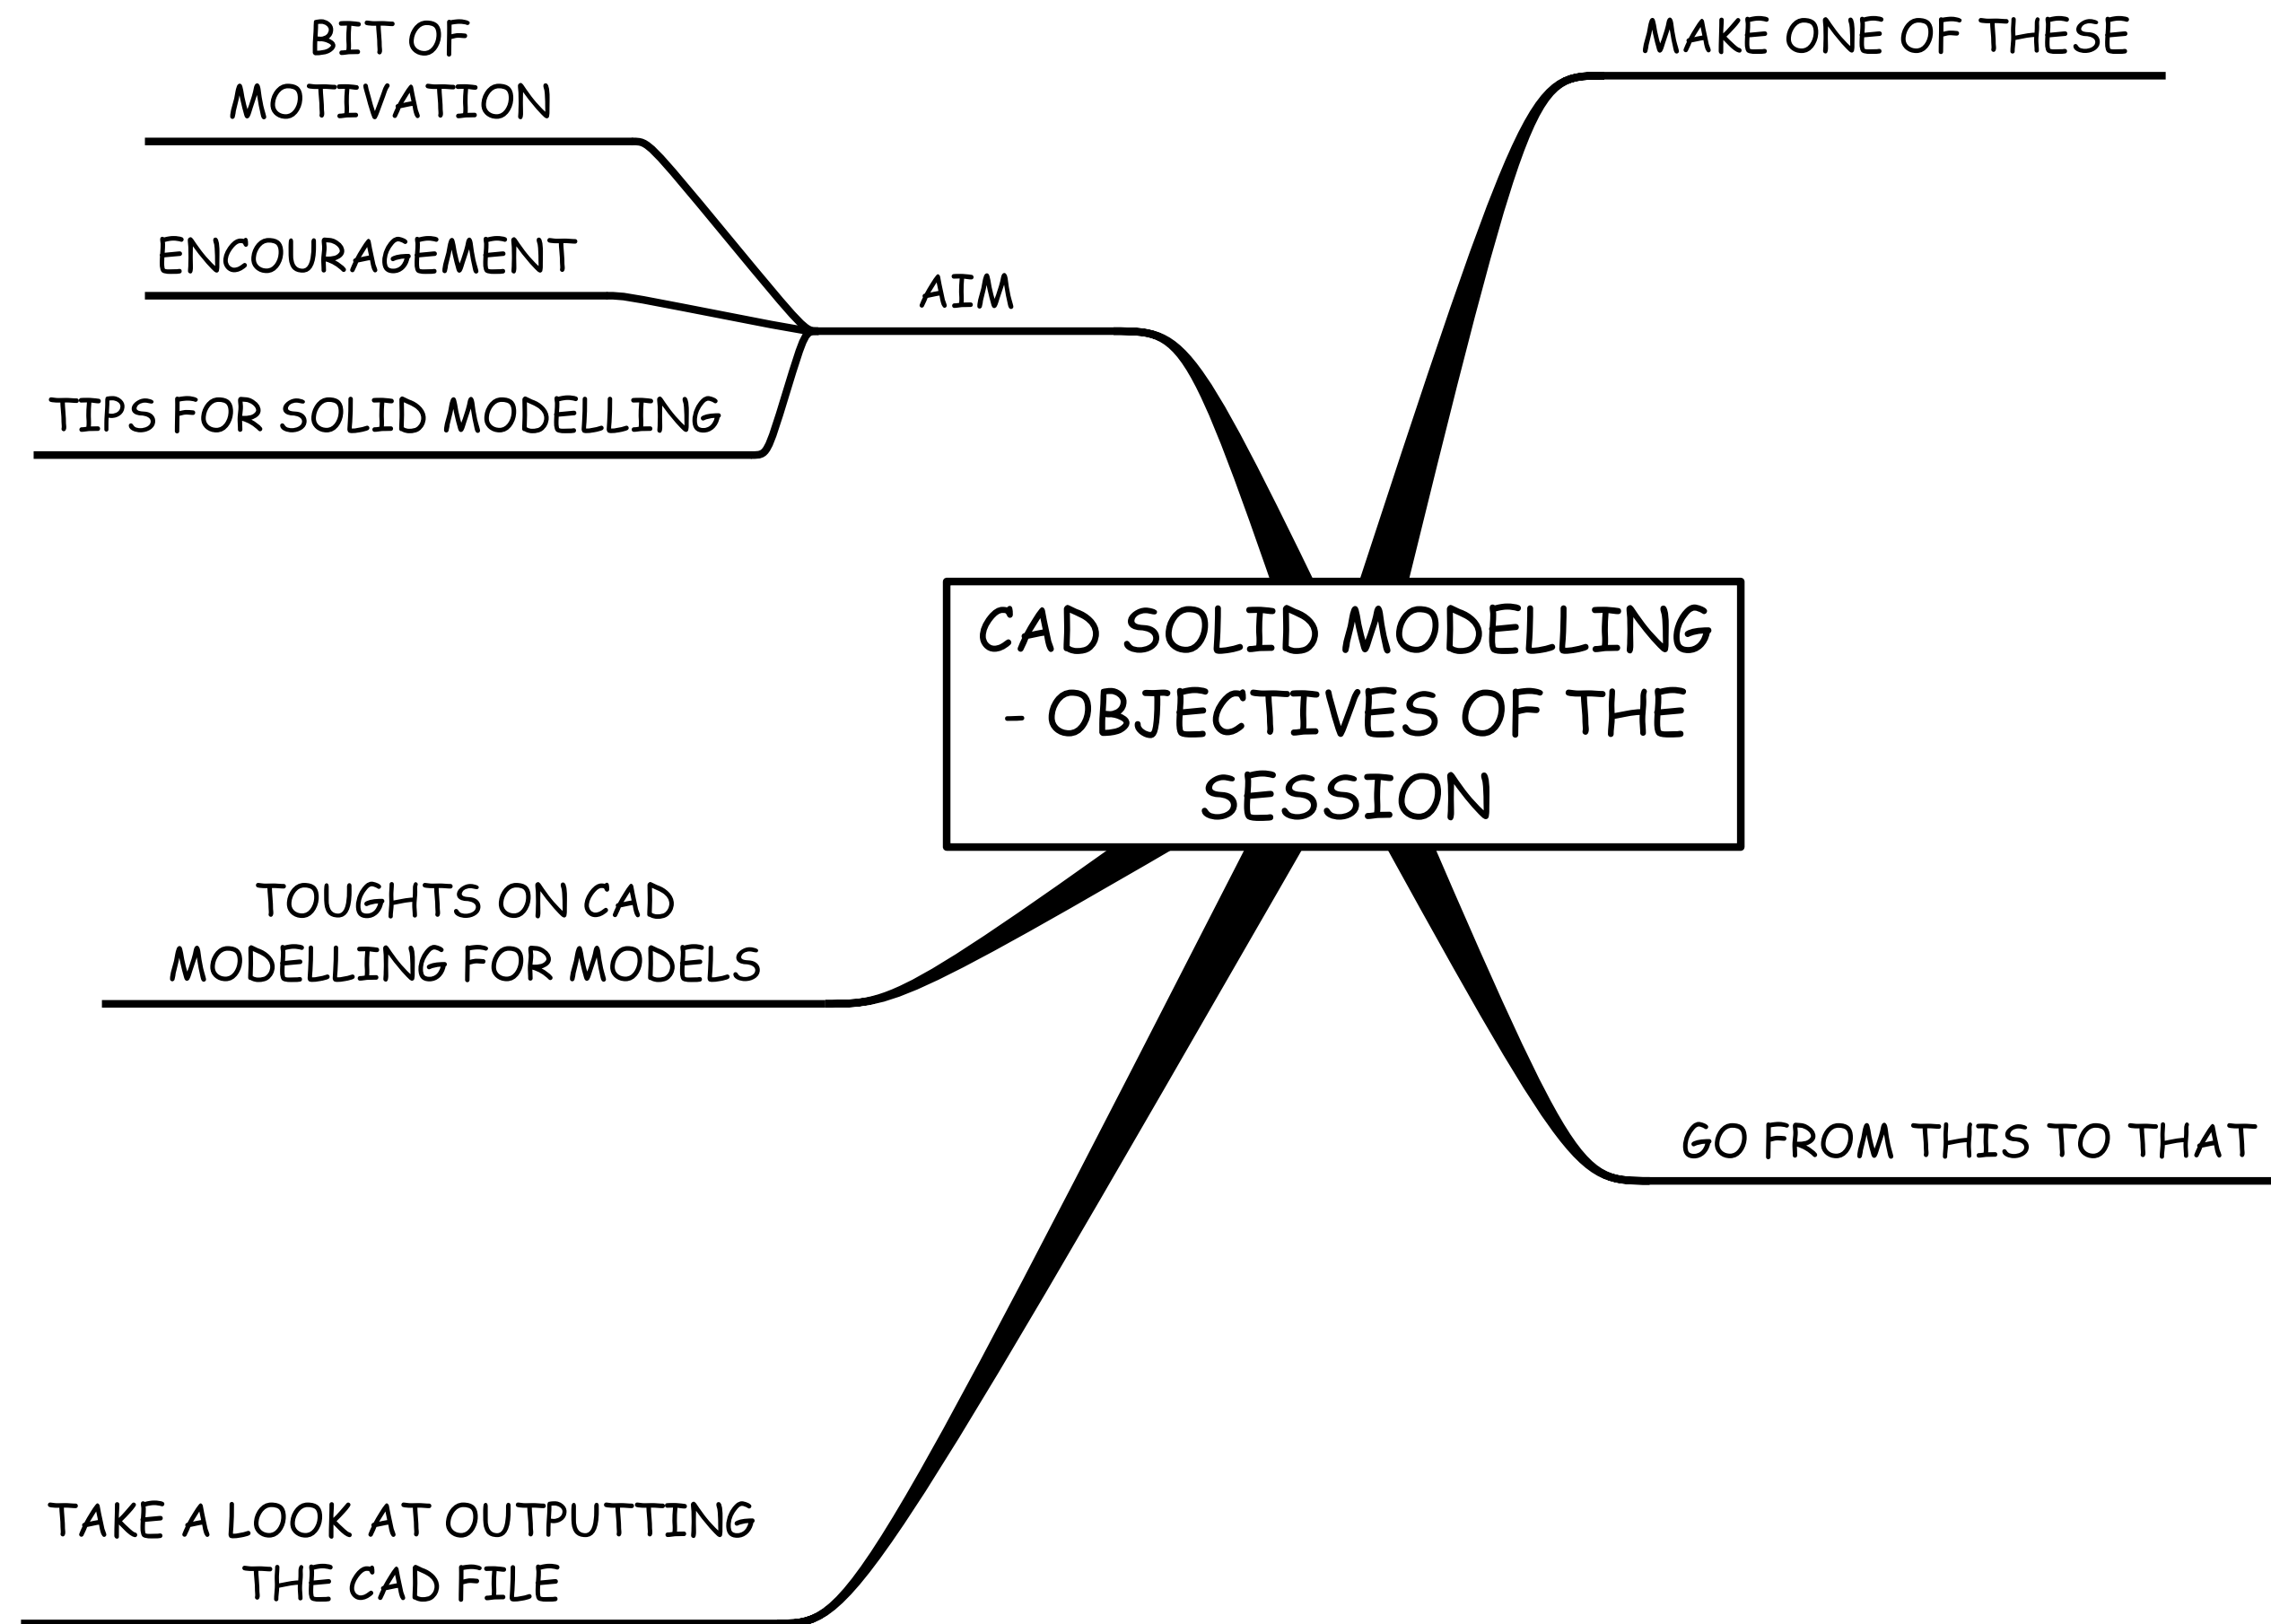 BIT OF
MOTIVATION
ENCOURAGEMENT
TIPS FOR SOLID MODELLING
AIM
MAKE ONE OF THESE
CAD SOLID MODELLING
- OBJECTIVES OF THE
SESSION
TOUGHTS ON CAD
MODELLING FOR MODELS
GO FROM THIS TO THAT
TAKE A LOOK AT OUTPUTTING
THE CAD FILE